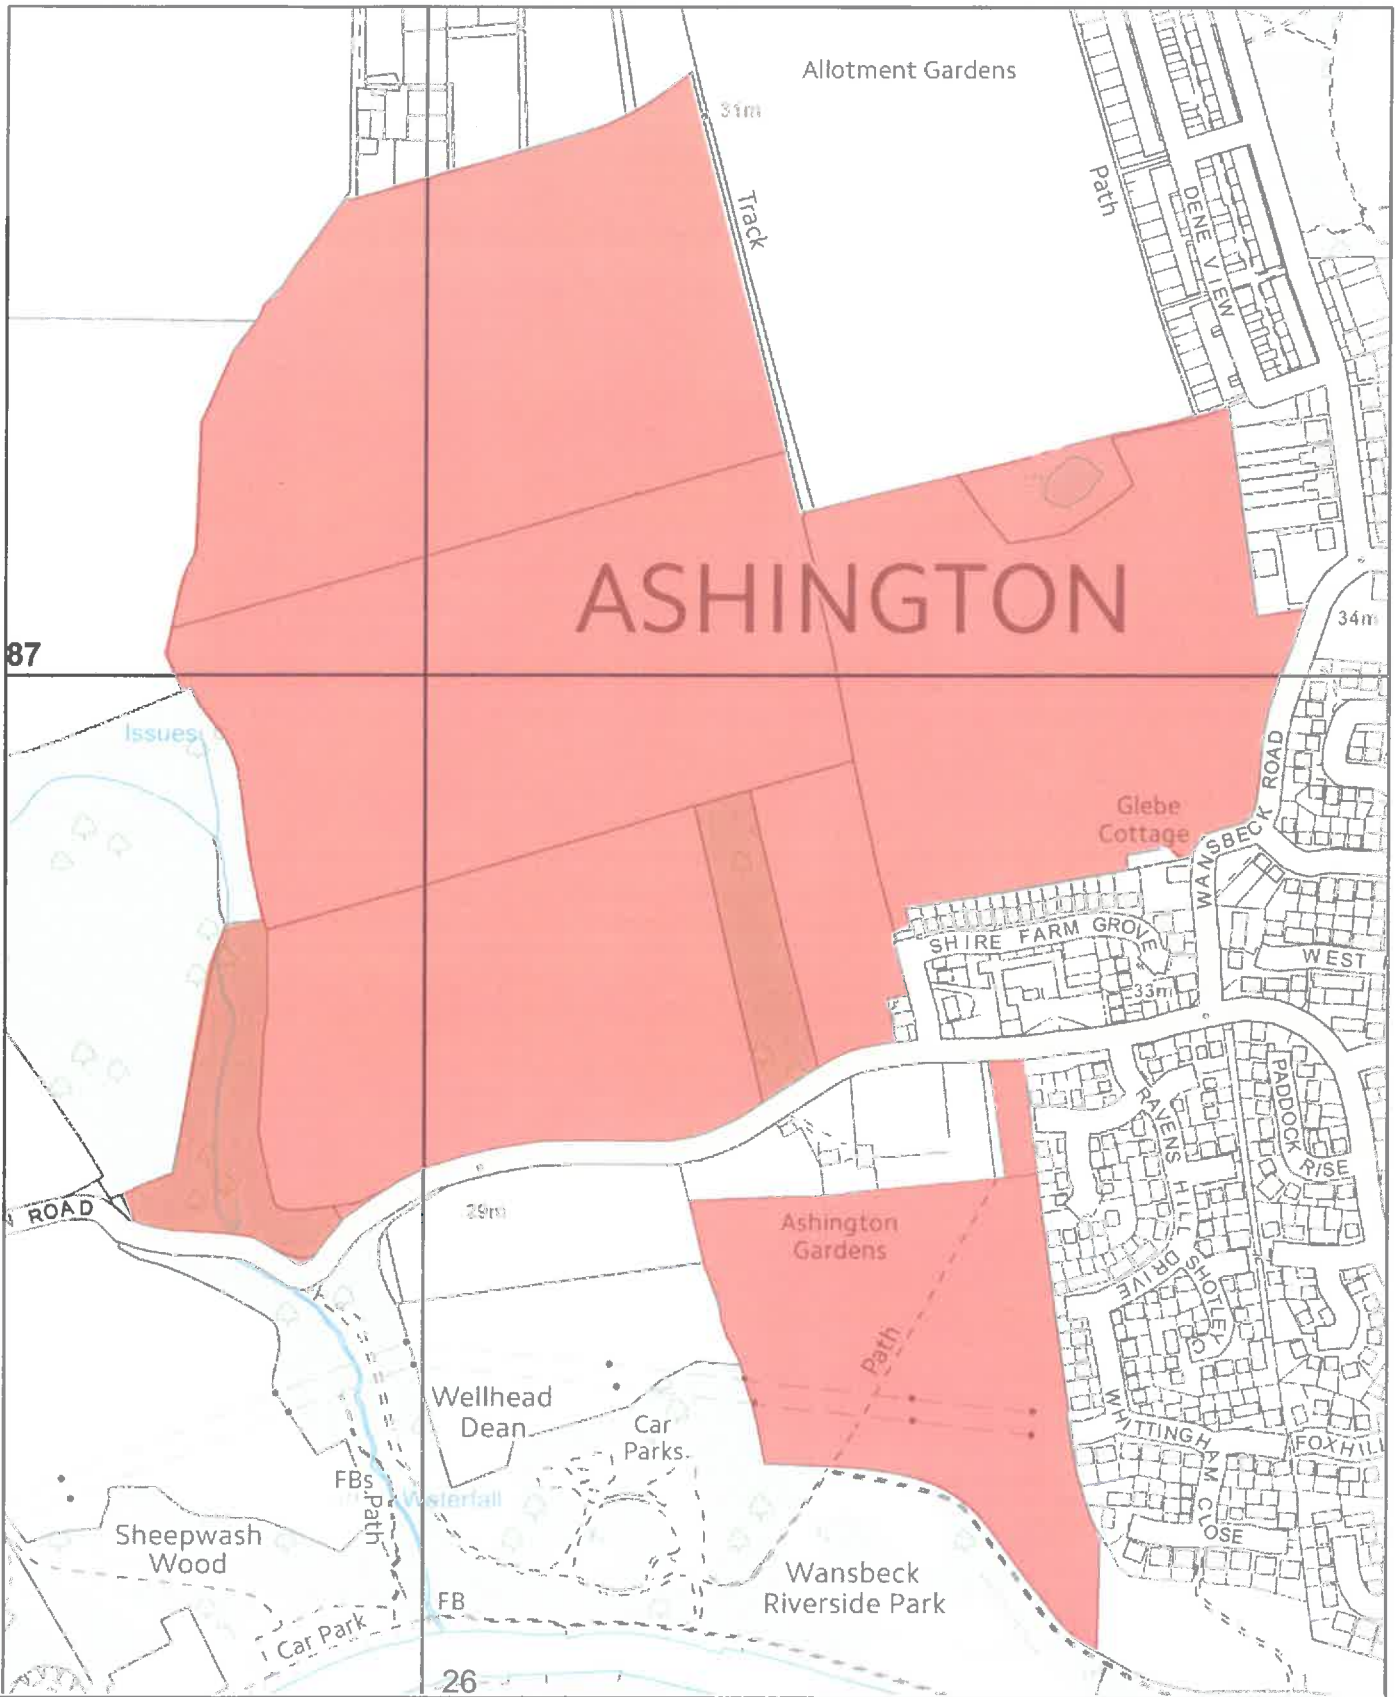 Allotment Gardens
31m
Track
Path
DENE VIEW
ASHINGTON
34m
87
Issues
WANSBECK ROAD
Glebe
Cottage
SHIRE FARM GROVE
WEST
33m
PADDOCK RISE
RAVENS HILL DRIVE
ROAD
29m
Ashington
Gardens
SHOTLEY C
Path
Wellhead
Dean
Car
Parks
WHITTINGHAM CLOSE
FOXHILL
FBs
Path
Waterfall
Sheepwash
Wood
Wansbeck
Riverside Park
FB
Car Park
26